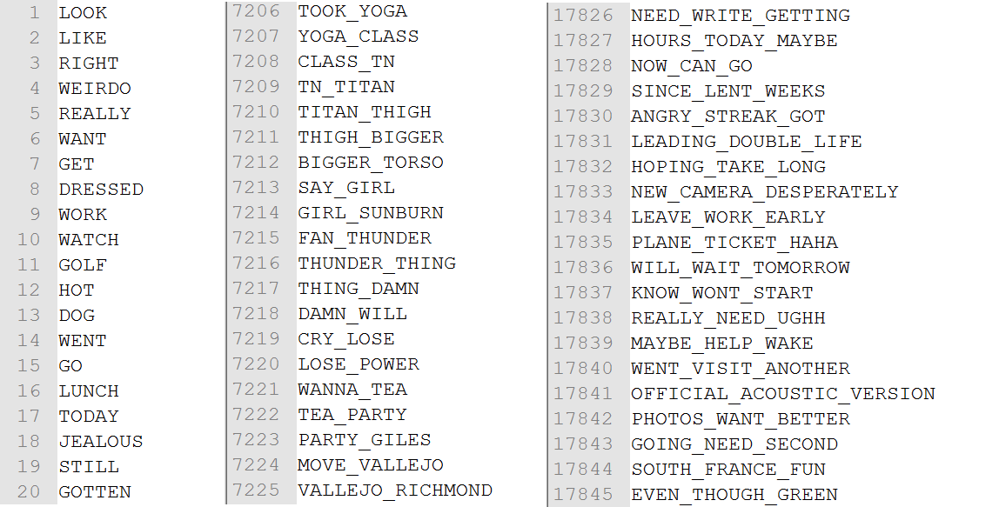 1 LOOK
2 LIKE
3 RIGHT
4 WEIRDO
5 REALLY
6 WANT
7 GET
8 DRESSED
9 WORK
10 WATCH
11 GOLF
12 HOT
13 DOG
14 WENT
15 GO
16 LUNCH
17 TODAY
18 JEALOUS
19 STILL
20 GOTTEN
7206 TOOK_YOGA
7207 YOGA_CLASS
7208 CLASS_TN
7209 TN_TITAN
7210 TITAN_THIGH
7211 THIGH_BIGGER
7212 BIGGER_TORSO
7213 SAY_GIRL
7214 GIRL_SUNBURN
7215 FAN_THUNDER
7216 THUNDER_THING
7217 THING_DAMN
7218 DAMN_WILL
7219 CRY_LOSE
7220 LOSE_POWER
7221 WANNA_TEA
7222 TEA_PARTY
7223 PARTY_GILES
7224 MOVE_VALLEJO
7225 VALLEJO_RICHMOND
17826 NEED_WRITE_GETTING
17827 HOURS_TODAY_MAYBE
17828 NOW_CAN_GO
17829 SINCE_LENT_WEEKS
17830 ANGRY_STREAK_GOT
17831 LEADING_DOUBLE_LIFE
17832 HOPING_TAKE_LONG
17833 NEW_CAMERA_DESPERATELY
17834 LEAVE_WORK_EARLY
17835 PLANE_TICKET_HAHA
17836 WILL_WAIT_TOMORROW
17837 KNOW_WONT_START
17838 REALLY_NEED_UGHH
17839 MAYBE_HELP_WAKE
17840 WENT_VISIT_ANOTHER
17841 OFFICIAL_ACOUSTIC_VERSION
17842 PHOTOS_WANT_BETTER
17843 GOING_NEED_SECOND
17844 SOUTH_FRANCE_FUN
17845 EVEN_THOUGH_GREEN